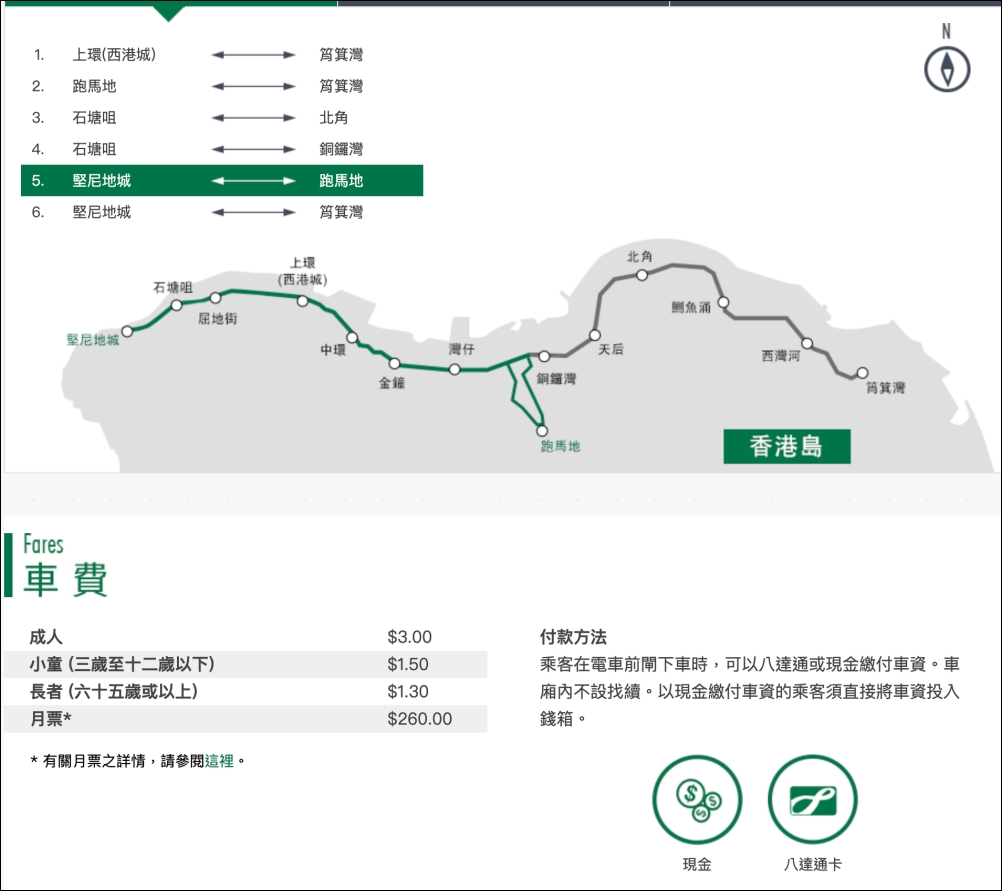 N
1. 上環(西港城) 筲箕灣
2. 跑馬地 筲箕灣
3. 石塘咀 北角
4. 石塘咀 銅鑼灣
5. 堅尼地城 跑馬地
6. 堅尼地城 筲箕灣
北角
上環
(西港城)
石塘咀
鰂魚涌
屈地街
堅尼地城
中環
灣仔
天后
西灣河
金鐘
銅鑼灣
筲箕灣
跑馬地
香港島
Fares
車費
成人 $3.00
小童 (三歲至十二歲以下) $1.50
長者 (六十五歲或以上) $1.30
月票* $260.00
* 有關月票之詳情，請參閱這裡。
付款方法
乘客在電車前閘下車時，可以八達通或現金繳付車資。車
廂內不設找續。以現金繳付車資的乘客須直接將車資投入
錢箱。
$
$
$
現金
八達通卡